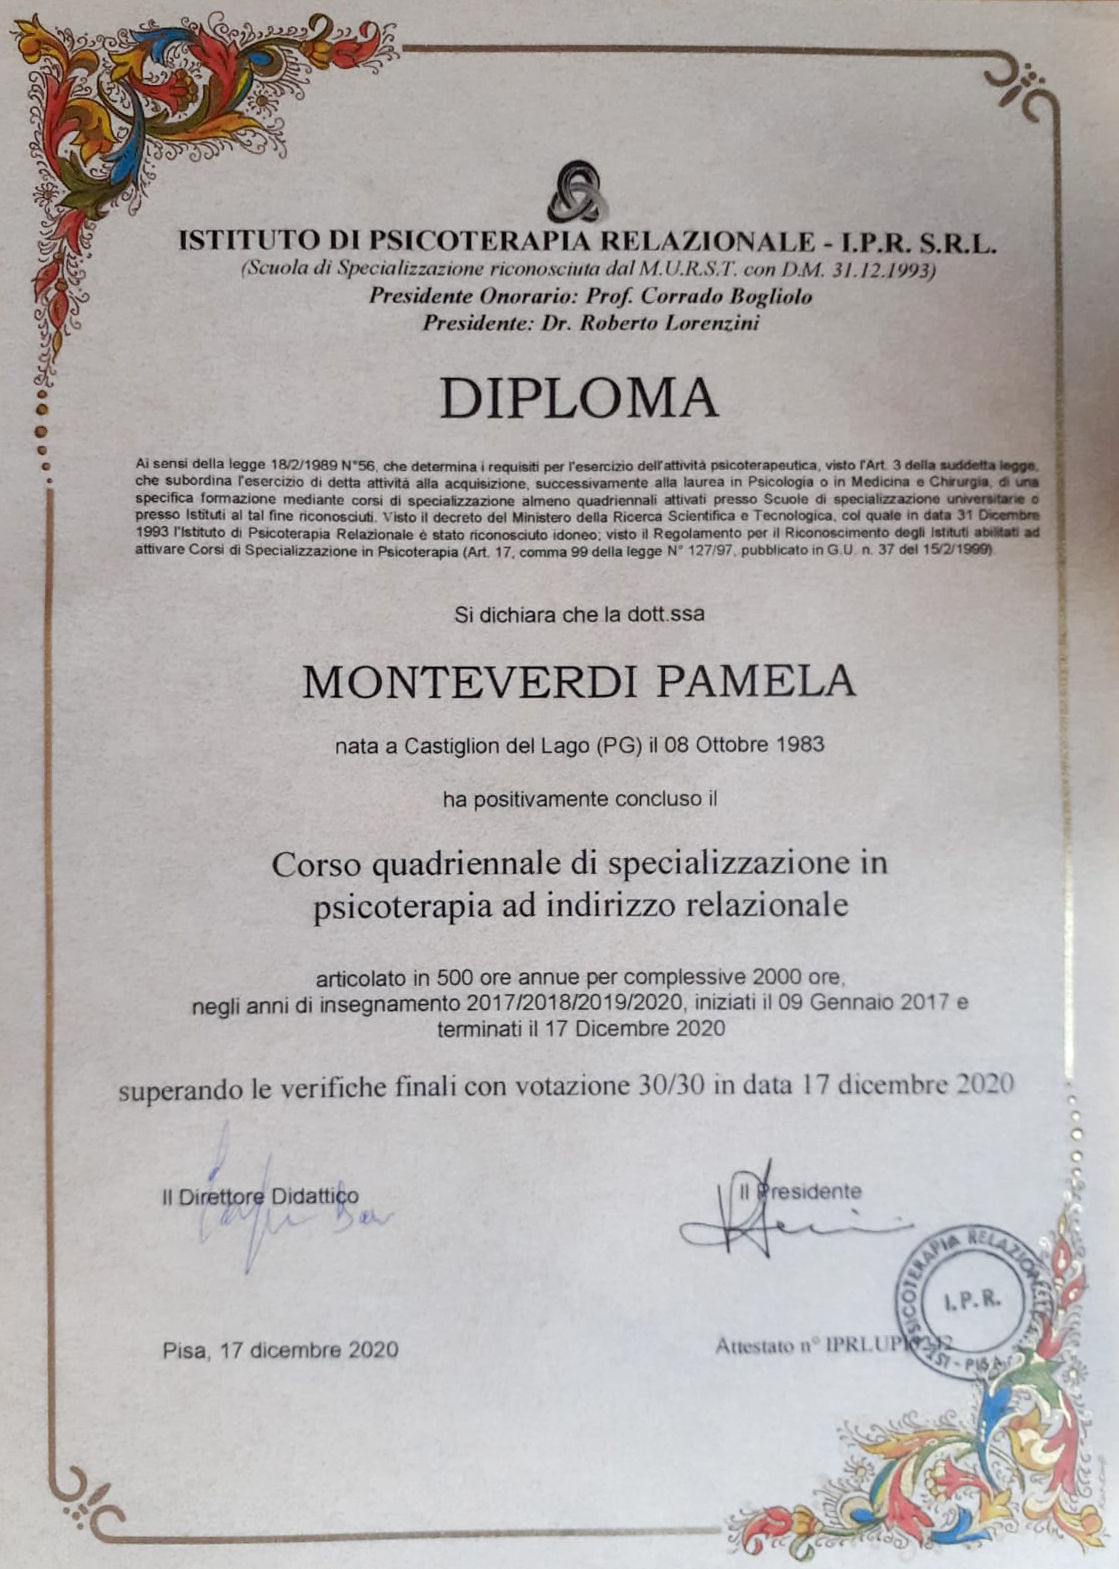 ISTITUTO DI PSICOTERAPIA RELAZIONALE - I.P.R. S.R.L.
(Scuola di Specializzazione riconosciuta dal M.U.R.S.T. con D.M. 31.12.1993)
Presidente Onorario: Prof. Corrado Bogliolo
Presidente: Dr. Roberto Lorenzini
DIPLOMA
Ai sensi della legge 18/2/1989 N°56, che determina i requisiti per l'esercizio dell'attività psicoterapeutica, visto l'Art. 3 della suddetta legge,
che subordina l'esercizio di detta attività alla acquisizione, successivamente alla laurea in Psicologia o in Medicina e Chirurgia, di una
specifica formazione mediante corsi di specializzazione almeno quadriennali attivati presso Scuole di specializzazione universitarie o
presso Istituti al tal fine riconosciuti. Visto il decreto del Ministero della Ricerca Scientifica e Tecnologica, col quale in data 31 Dicembre
1993 l'Istituto di Psicoterapia Relazionale è stato riconosciuto idoneo; visto il Regolamento per il Riconoscimento degli Istituti abilitati ad
attivare Corsi di Specializzazione in Psicoterapia (Art. 17, comma 99 della legge N° 127/97, pubblicato in G.U. n. 37 del 15/2/1999)
Si dichiara che la dott.ssa
MONTEVERDI PAMELA
nata a Castiglion del Lago (PG) il 08 Ottobre 1983
ha positivamente concluso il
Corso quadriennale di specializzazione in
psicoterapia ad indirizzo relazionale
articolato in 500 ore annue per complessive 2000 ore,
negli anni di insegnamento 2017/2018/2019/2020, iniziati il 09 Gennaio 2017 e
terminati il 17 Dicembre 2020
superando le verifiche finali con votazione 30/30 in data 17 dicembre 2020
Il Direttore Didattico
Il Presidente
PSICOTERAPIA RELAZIONALE
I.P.R.
IST. - PISA
Pisa, 17 dicembre 2020
Attestato n°